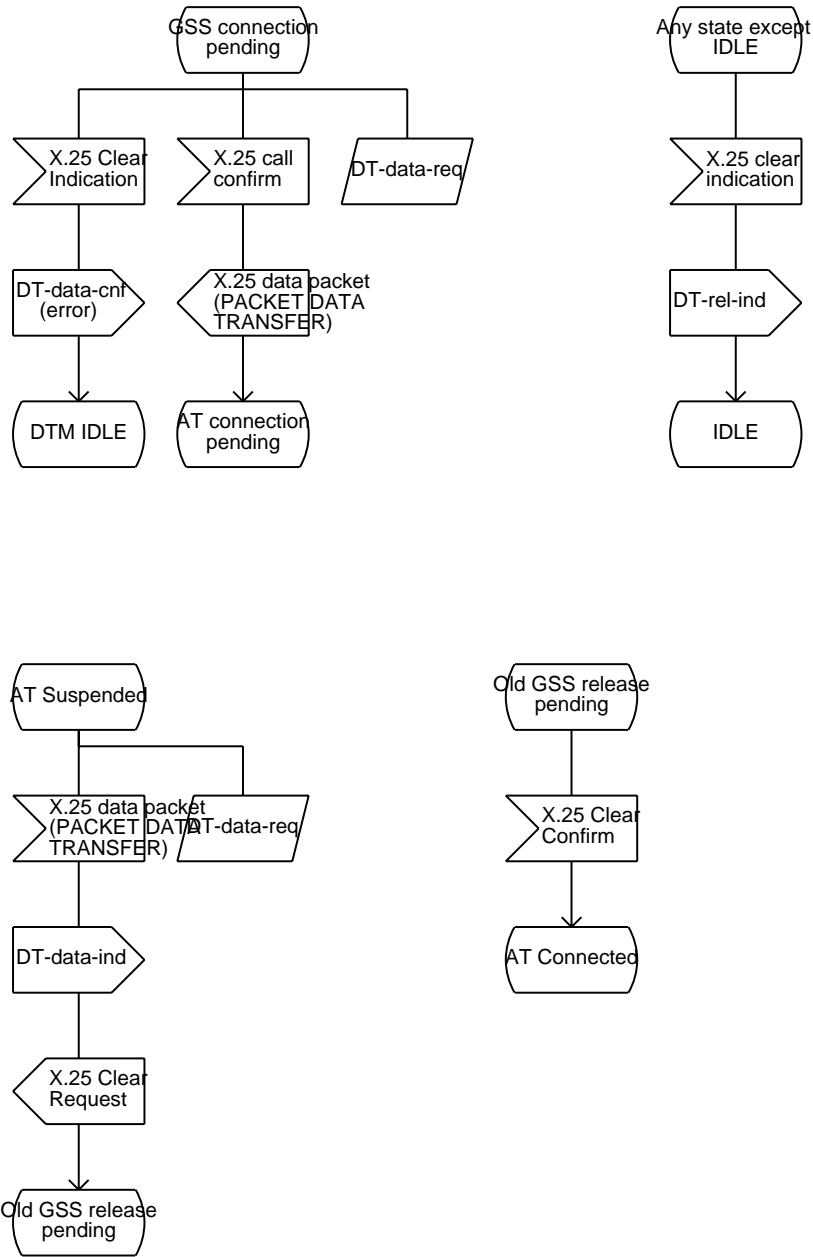 GSS connection
pending
Any state except
IDLE
X.25 Clear
Indication
X.25 call
confirm
DT-data-req
X.25 clear
indication
DT-data-cnf
(error)
X.25 data packet
(PACKET DATA
TRANSFER)
DT-rel-ind
DTM IDLE
AT connection
pending
IDLE
AT Suspended
Old GSS release
pending
X.25 data packet
(PACKET DATA
TRANSFER)
DT-data-req
X.25 Clear
Confirm
DT-data-ind
AT Connected
X.25 Clear
Request
Old GSS release
pending